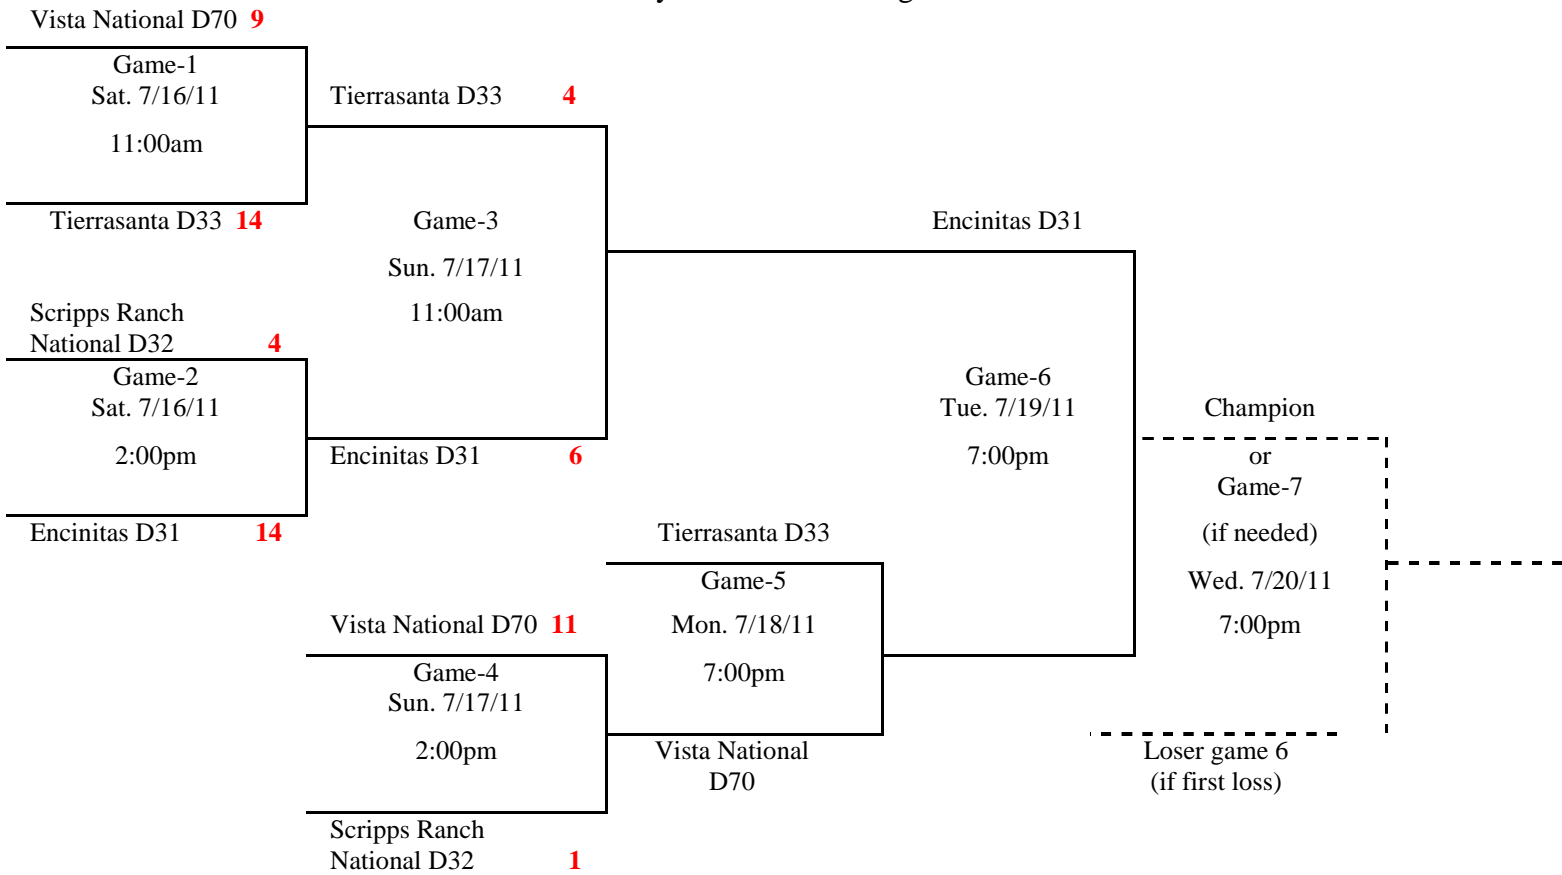 Vista National D70 9
Game-1
Sat. 7/16/11
11:00am
Tierrasanta D33 14
Scripps Ranch
National D32 4
Game-2
Sat. 7/16/11
2:00pm
Encinitas D31 14
Tierrasanta D33 4
Game-3
Sun. 7/17/11
11:00am
Encinitas D31 6
Vista National D70 11
Game-4
Sun. 7/17/11
2:00pm
Scripps Ranch
National D32 1
Tierrasanta D33
Game-5
Mon. 7/18/11
7:00pm
Vista National
D70
Encinitas D31
Game-6
Tue. 7/19/11
7:00pm
Champion
or
Game-7
(if needed)
Wed. 7/20/11
7:00pm
Loser game 6
(if first loss)